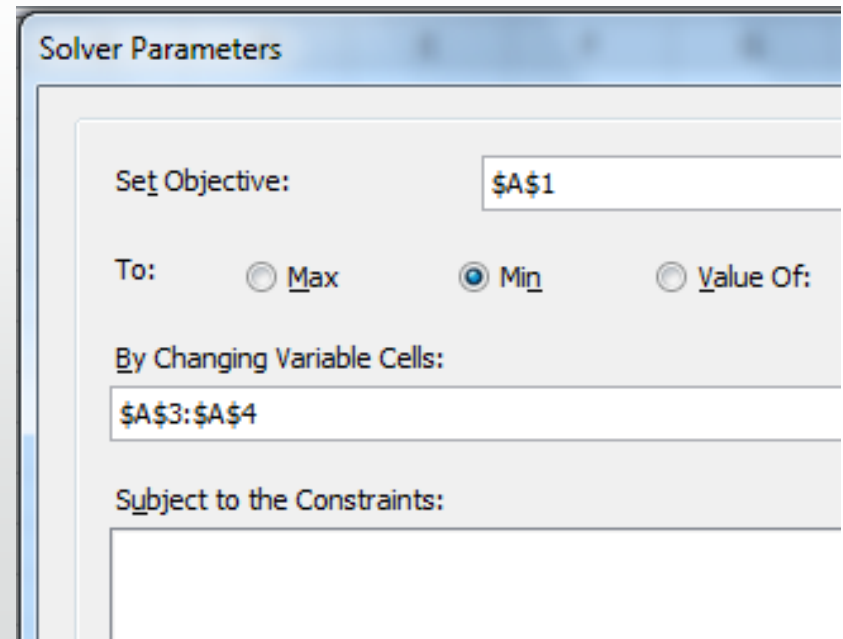 Solver Parameters
Set Objective: $A$1
To: Max Min Value Of:
By Changing Variable Cells:
$A$3:$A$4
Subject to the Constraints: